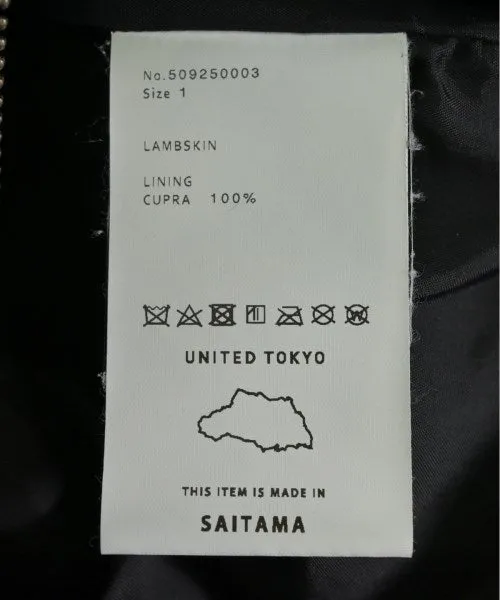 No.509250003
Size 1
LAMBSKIN
LINING
CUPRA 100%
UNITED TOKYO
THIS ITEM IS MADE IN
SAITAMA